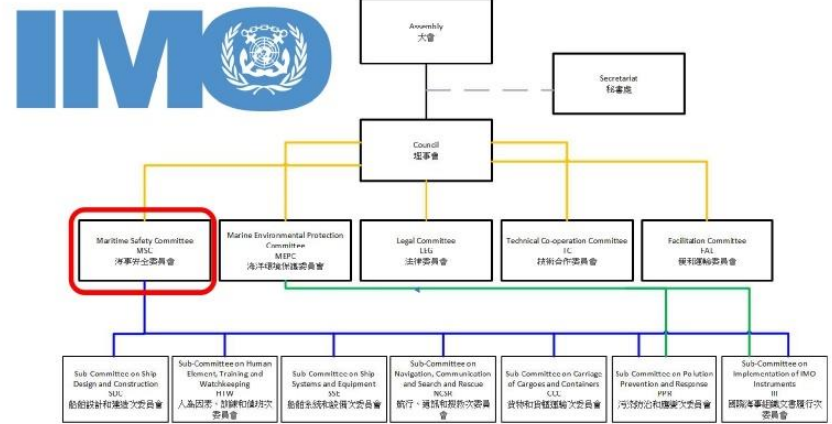 IMO
Assembly
大會
Secretariat
秘書處
Council
理事會
Maritime Safety Committee
MSC
海事安全委員會
Marine Environmental Protection
Committee
MEPC
海洋環境保護委員會
Legal Committee
LEG
法律委員會
Technical Co-operation Committee
TC
技術合作委員會
Facilitation Committee
FAL
便利運輸委員會
Sub Committee on Ship
Design and Construction
SDC
船舶設計和建造次委員會
Sub-Committee on Human
Element, Training and
Watchkeeping
HTW
人為因素、訓練和值班次
委員會
Sub Committee on Ship
Systems and Equipment
SSE
船舶系統和設備次委員會
Sub-Committee on
Navigation, Communication
and Search and Rescue
NCSR
航行、通訊和搜救次委員
會
Sub Committee on Carriage
of Cargoes and Containers
CCC
貨物和貨櫃運輸次委員會
Sub Committee on Pollution
Prevention and Response
PPR
污染防治和應變次委員會
Sub-Committee on
Implementation of IMO
Instruments
III
國際海事組織文書履行次
委員會